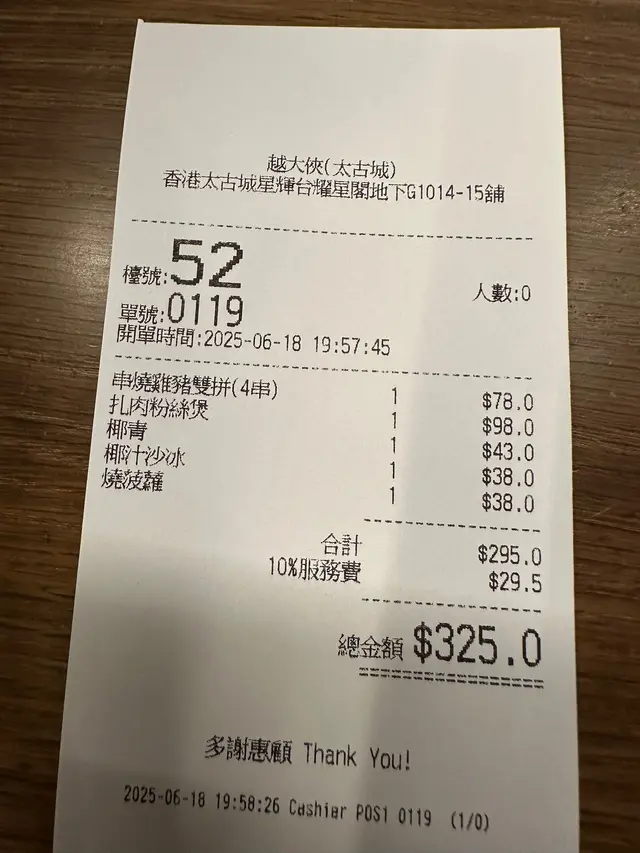 越大俠(太古城)
香港太古城星輝台耀星閣地下G1014-15舖
檯號:52 人數:0
單號:0119
開單時間:2025-06-18 19:57:45
串燒雞豬雙拼(4串) 1 $78.0
扎肉粉絲煲 1 $98.0
椰青 1 $43.0
椰汁沙冰 1 $38.0
燒菠蘿 1 $38.0
合計 $295.0
10%服務費 $29.5
總金額 $325.0
多謝惠顧 Thank You!
2025-06-18 19:58:26 Cashier POS1 0119 (1/0)